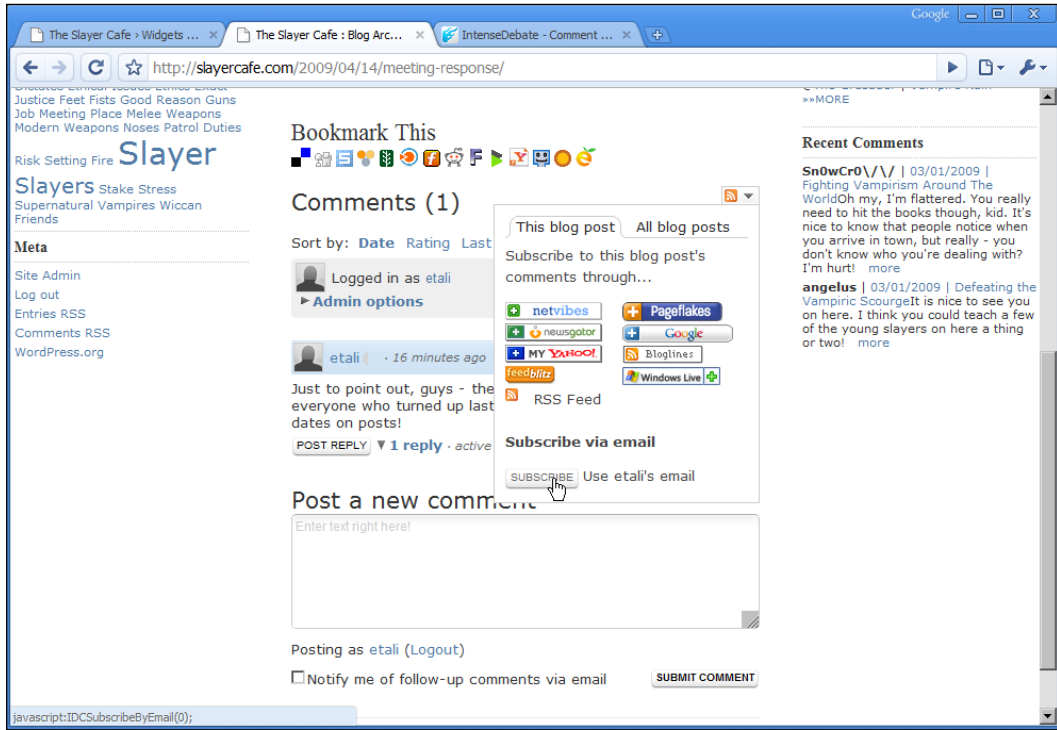 Google
The Slayer Cafe › Widgets ...
The Slayer Cafe : Blog Arc...
IntenseDebate - Comment ...
http://slayercafe.com/2009/04/14/meeting-response/
Justice Feet Fists Good Reason Guns
Job Meeting Place Melee Weapons
Modern Weapons Noses Patrol Duties
Risk Setting Fire Slayer
Slayers Stake Stress
Supernatural Vampires Wiccan
Friends
Meta
Site Admin
Log out
Entries RSS
Comments RSS
WordPress.org
Bookmark This
Comments (1)
Sort by: Date Rating Last
Logged in as etali
Admin options
etali · 16 minutes ago
Just to point out, guys - the
everyone who turned up last
dates on posts!
POST REPLY ▼ 1 reply · active
This blog post All blog posts
Subscribe to this blog post's
comments through...
netvibes Pageflakes
newsgator Google
MY YAHOO! Bloglines
feedblitz Windows Live
RSS Feed
Subscribe via email
SUBSCRIBE Use etali's email
Post a new comment
Enter text right here!
Posting as etali (Logout)
Notify me of follow-up comments via email SUBMIT COMMENT
»»MORE
Recent Comments
Sn0wCr0\/\/ | 03/01/2009 |
Fighting Vampirism Around The
WorldOh my, I'm flattered. You really
need to hit the books though, kid. It's
nice to know that people notice when
you arrive in town, but really - you
don't know who you're dealing with?
I'm hurt! more
angelus | 03/01/2009 | Defeating the
Vampiric ScourgeIt is nice to see you
on here. I think you could teach a few
of the young slayers on here a thing
or two! more
javascript:IDCSubscribeByEmail(0);